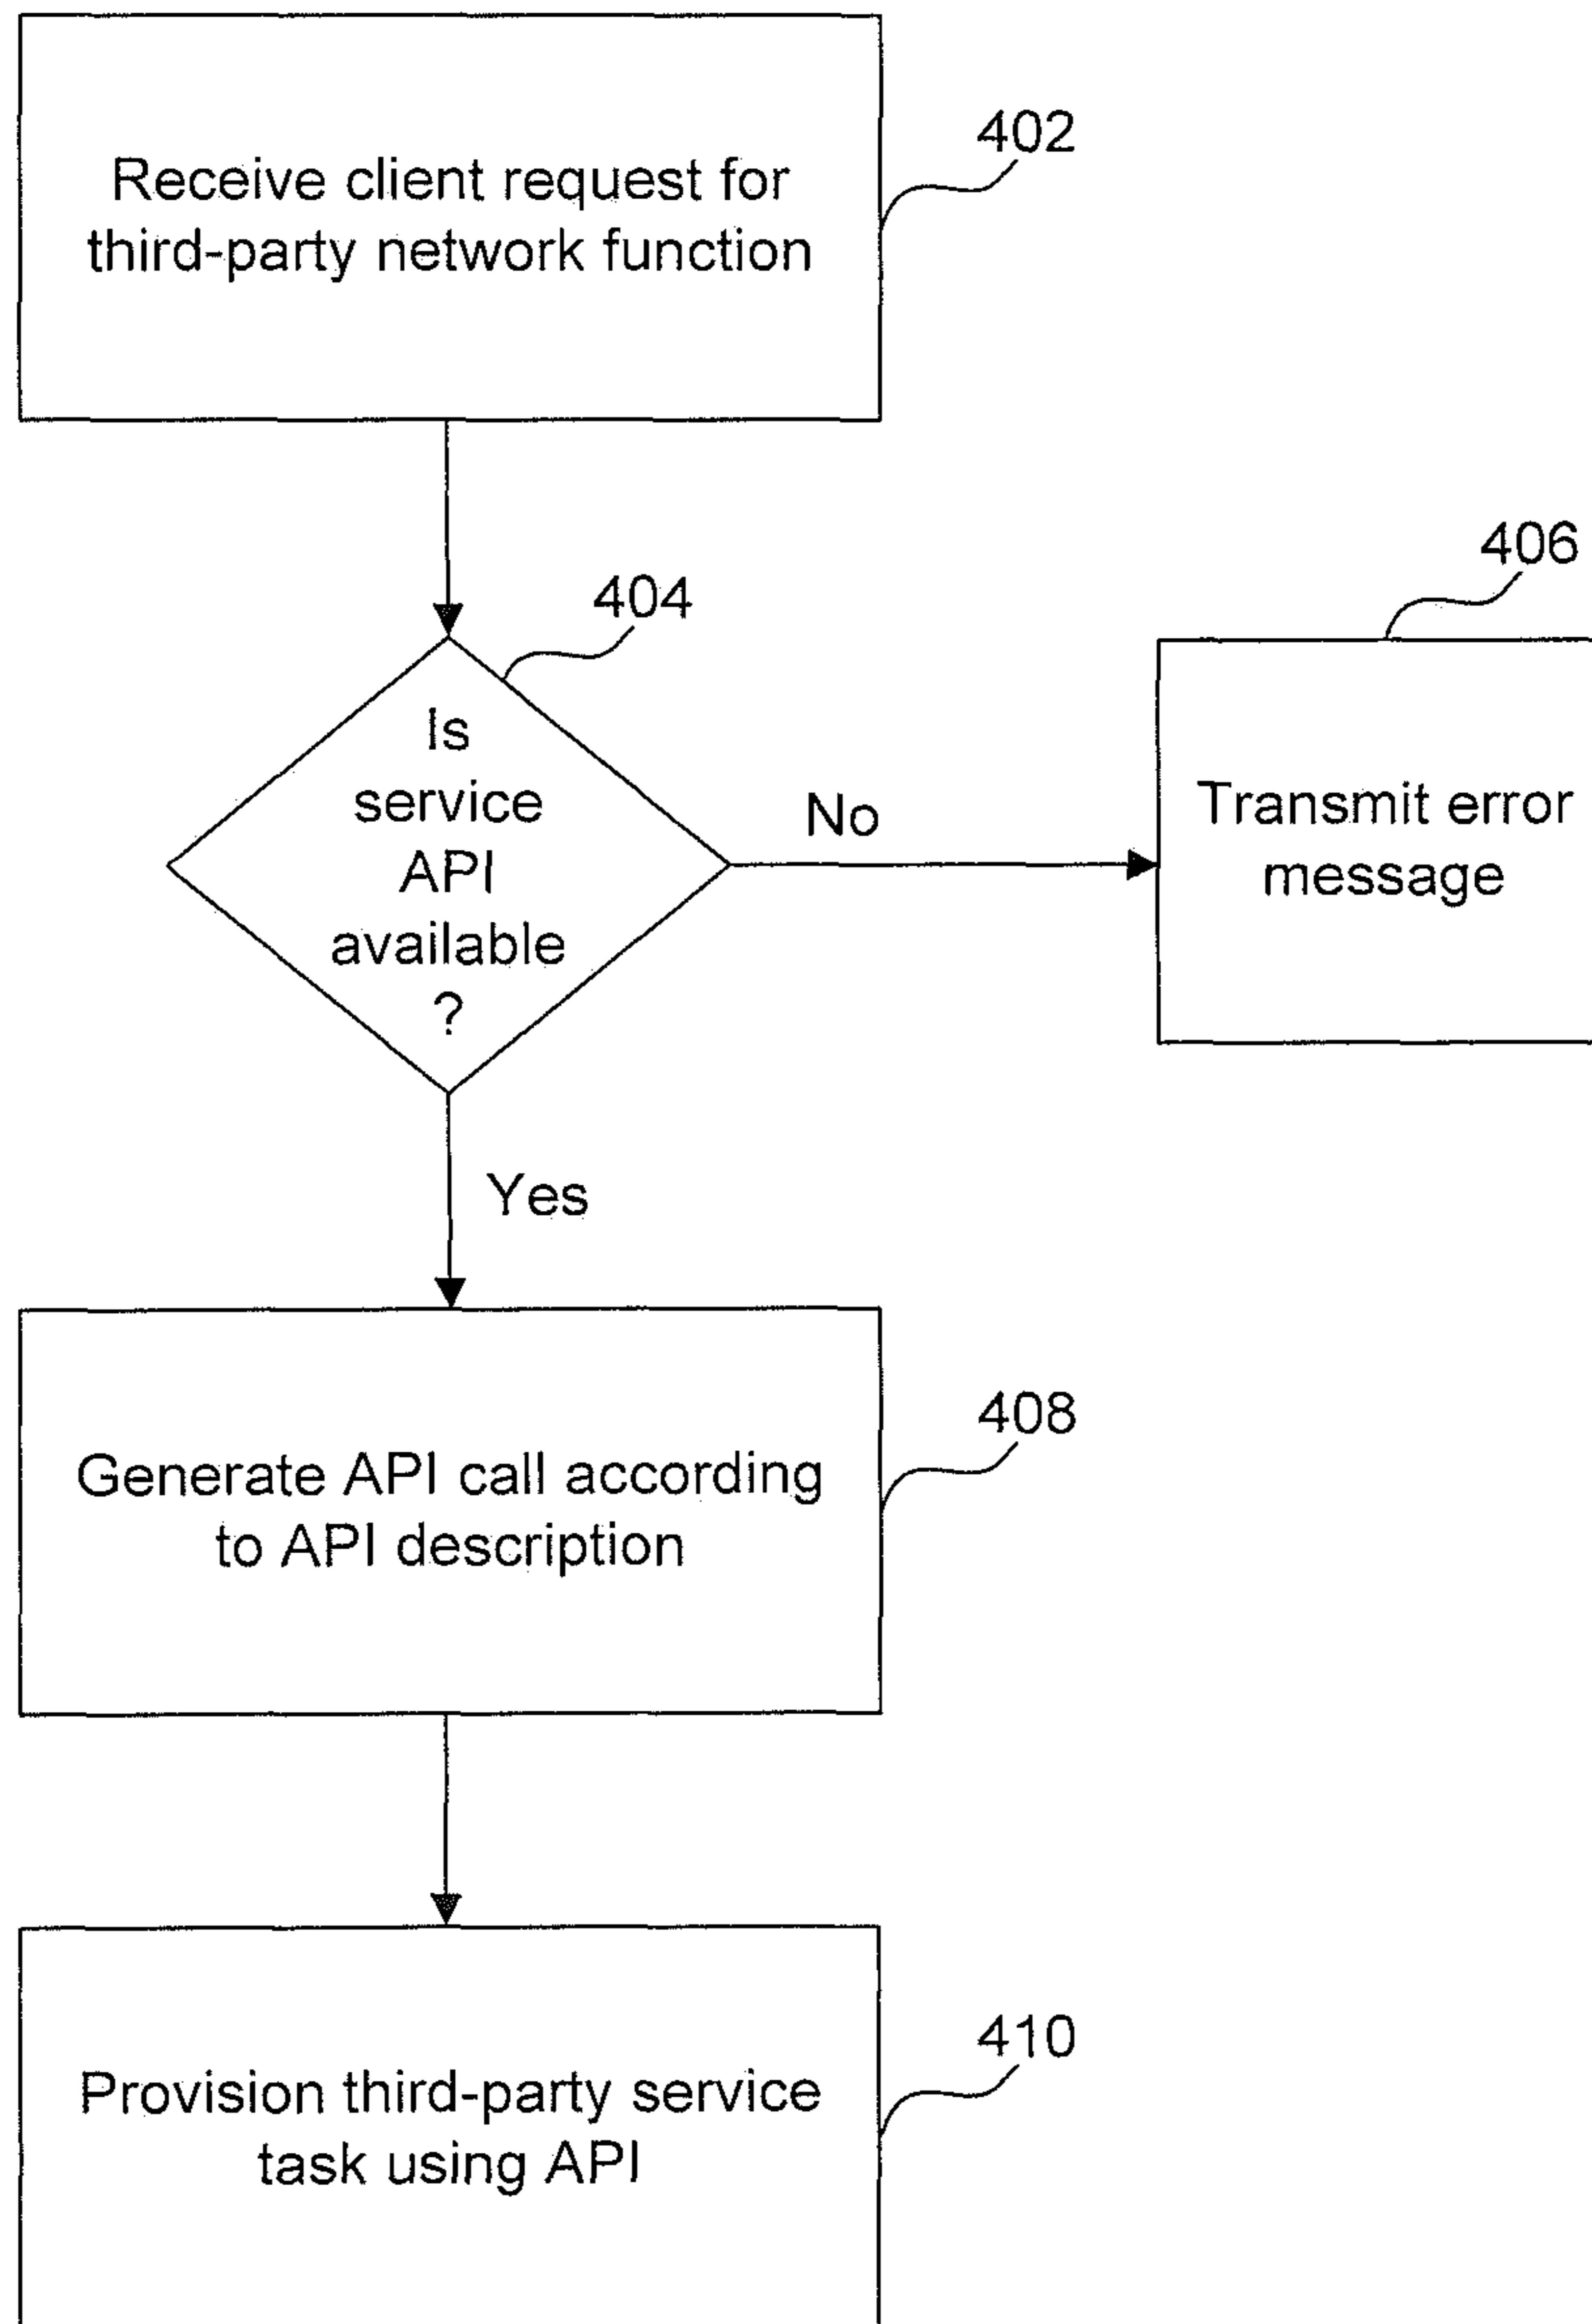 402
Receive client request for
third-party network function
404
406
Is
service
API
available
?
No
Transmit error
message
Yes
408
Generate API call according
to API description
410
Provision third-party service
task using API